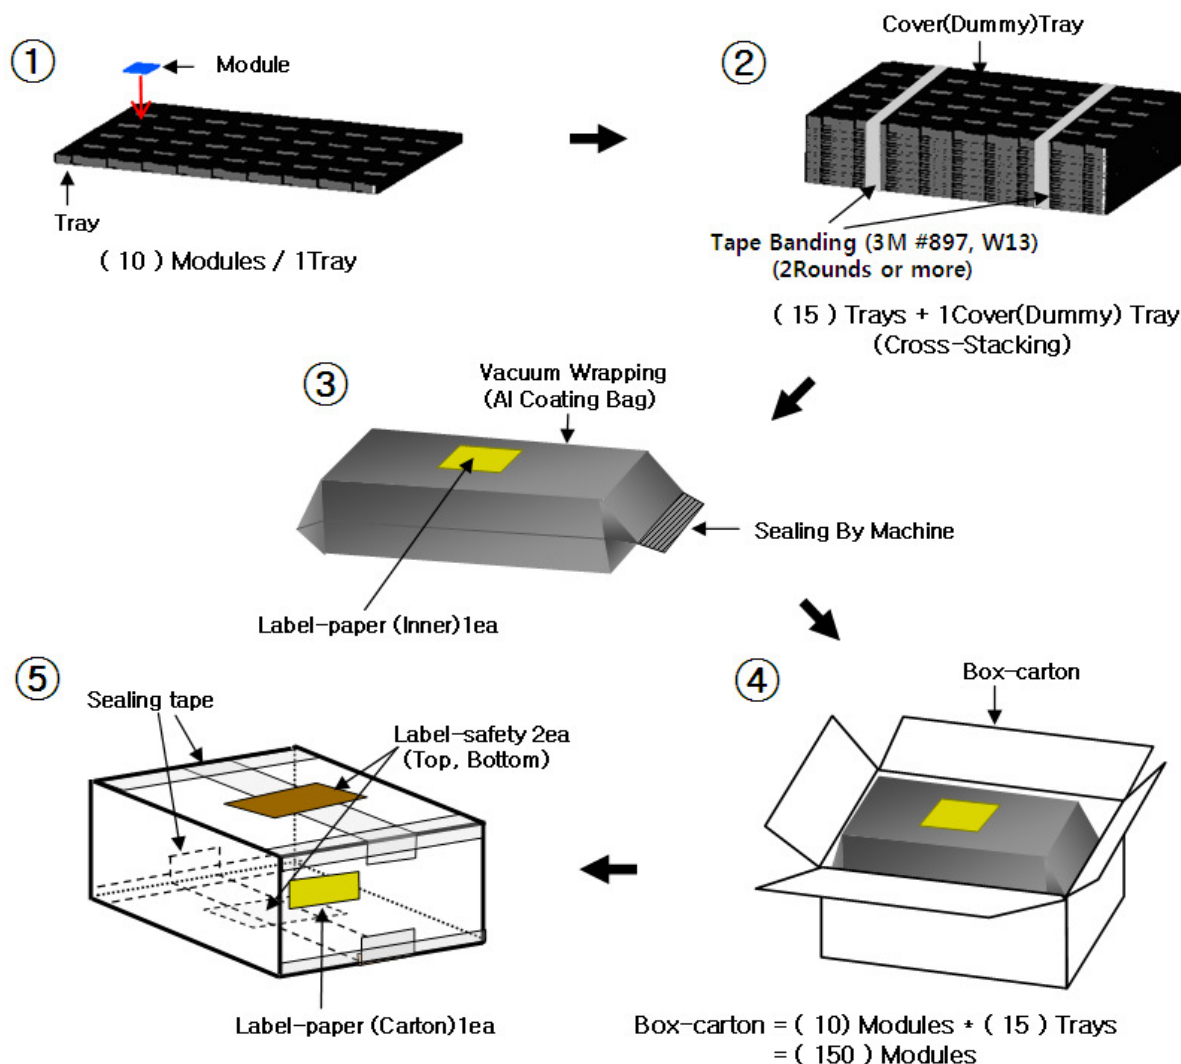 ①
Module
Tray
( 10 ) Modules / 1Tray
②
Cover(Dummy)Tray
Tape Banding (3M #897, W13)
(2Rounds or more)
( 15 ) Trays + 1Cover(Dummy) Tray
(Cross-Stacking)
③
Vacuum Wrapping
(Al Coating Bag)
Sealing By Machine
Label-paper (Inner)1ea
④
Box-carton
Box-carton = ( 10) Modules * ( 15 ) Trays
= ( 150 ) Modules
⑤
Sealing tape
Label-safety 2ea
(Top, Bottom)
Label-paper (Carton)1ea